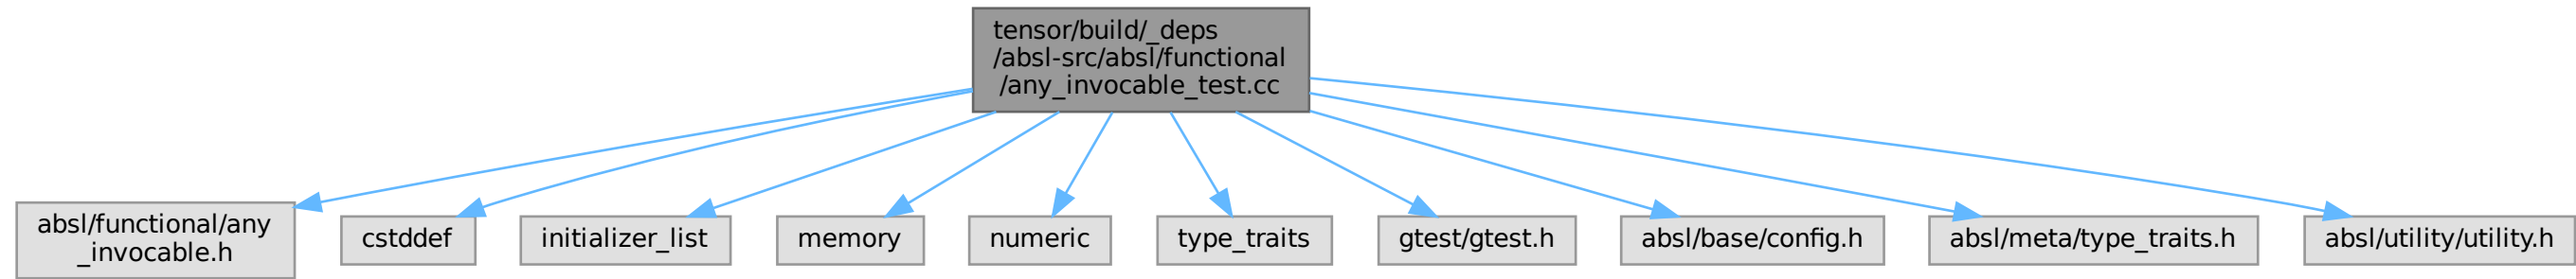 tensor/build/_deps
/absl-src/absl/functional
/any_invocable_test.cc
absl/functional/any
_invocable.h
cstddef
initializer_list
memory
numeric
type_traits
gtest/gtest.h
absl/base/config.h
absl/meta/type_traits.h
absl/utility/utility.h